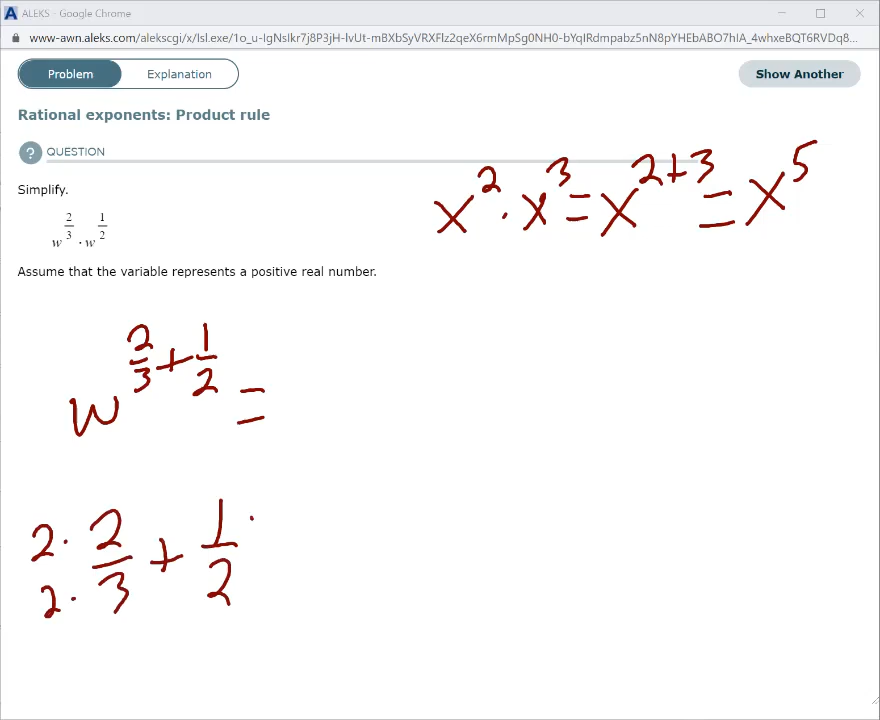 ALEKS - Google Chrome
www-awn.aleks.com/alekscgi/x/Isl.exe/1o_u-IgNsIkr7j8P3jH-lvUt-mBXbSyVRXFlz2qeX6rmMpSg0NH0-bYqIRdmpabz5nN8pYHEbABO7hIA_4whxeBQT6RVDq8...
Problem Explanation Show Another
Rational exponents: Product rule
? QUESTION
Simplify.
w^(2/3) · w^(1/2)
Assume that the variable represents a positive real number.
x^2 · x^3 = x^(2+3) = x^5
w^(2/3 + 1/2) =
2· 2/3 + 1/2 ·
2·